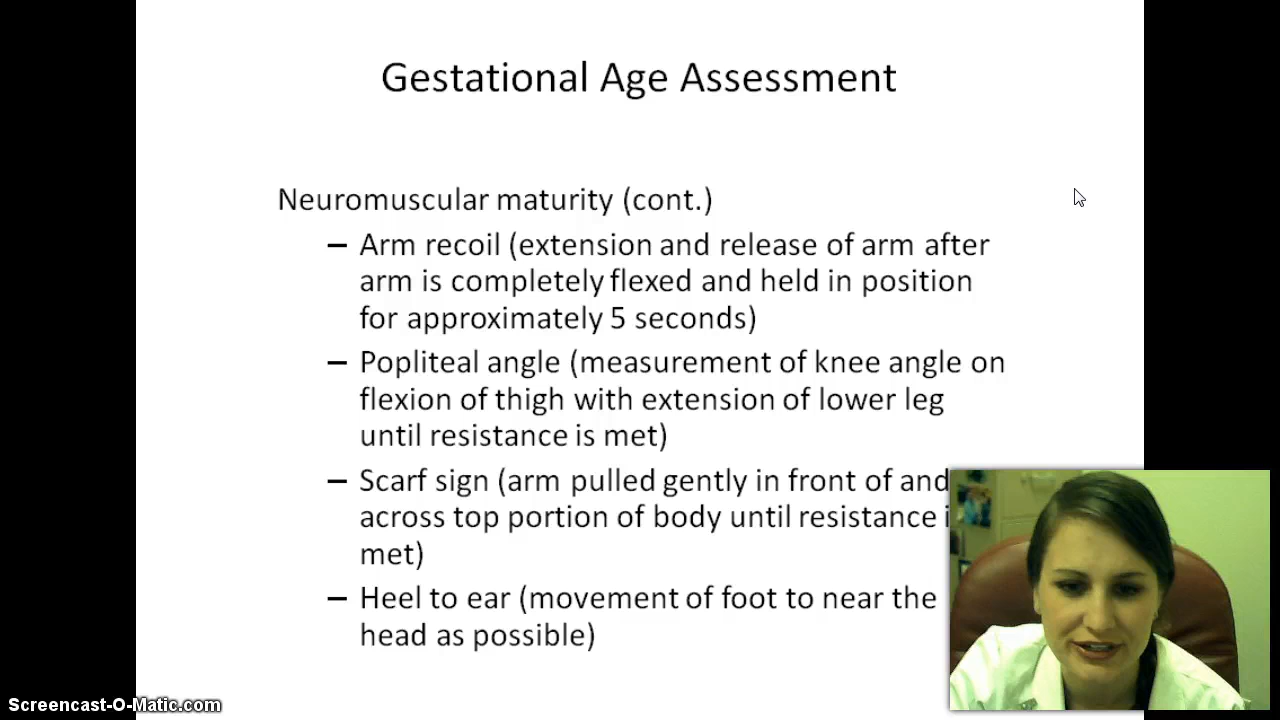 Gestational Age Assessment
Neuromuscular maturity (cont.)
– Arm recoil (extension and release of arm after
arm is completely flexed and held in position
for approximately 5 seconds)
– Popliteal angle (measurement of knee angle on
flexion of thigh with extension of lower leg
until resistance is met)
– Scarf sign (arm pulled gently in front of and
across top portion of body until resistance
met)
– Heel to ear (movement of foot to near the
head as possible)
Screencast-O-Matic.com